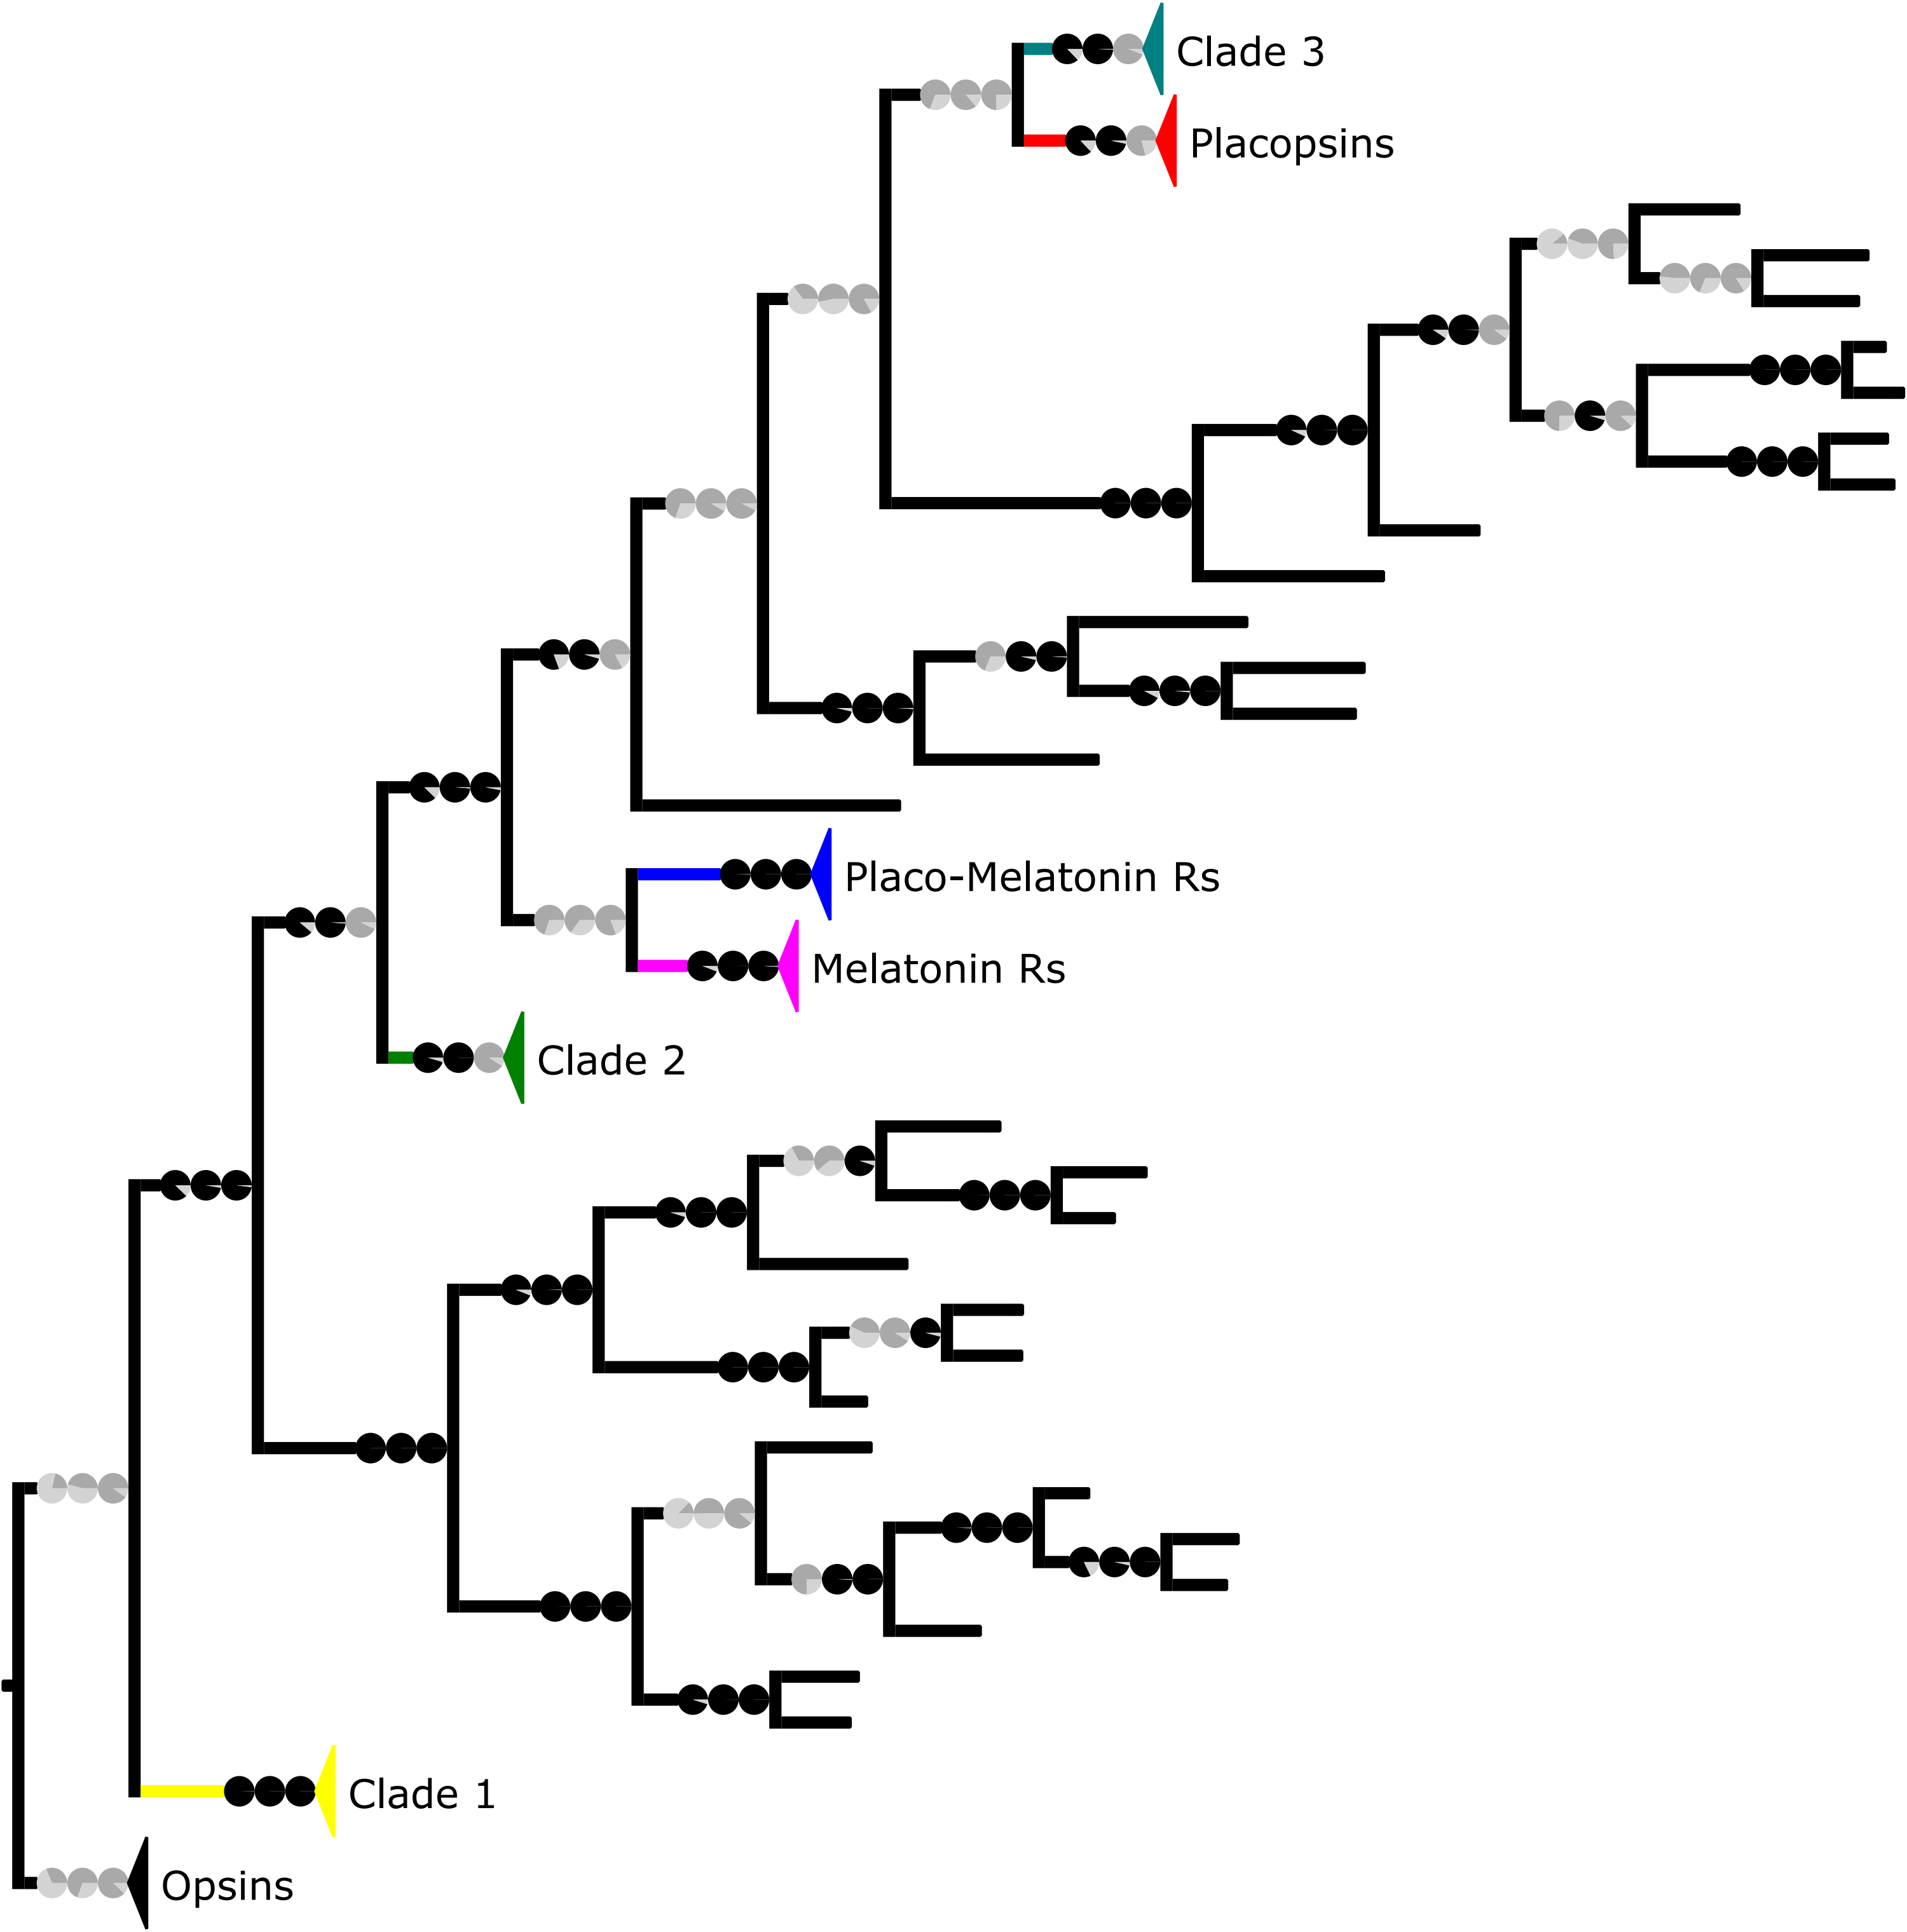 Clade 3
Placopsins
Placo-Melatonin Rs
Melatonin Rs
Clade 2
Clade 1
Opsins